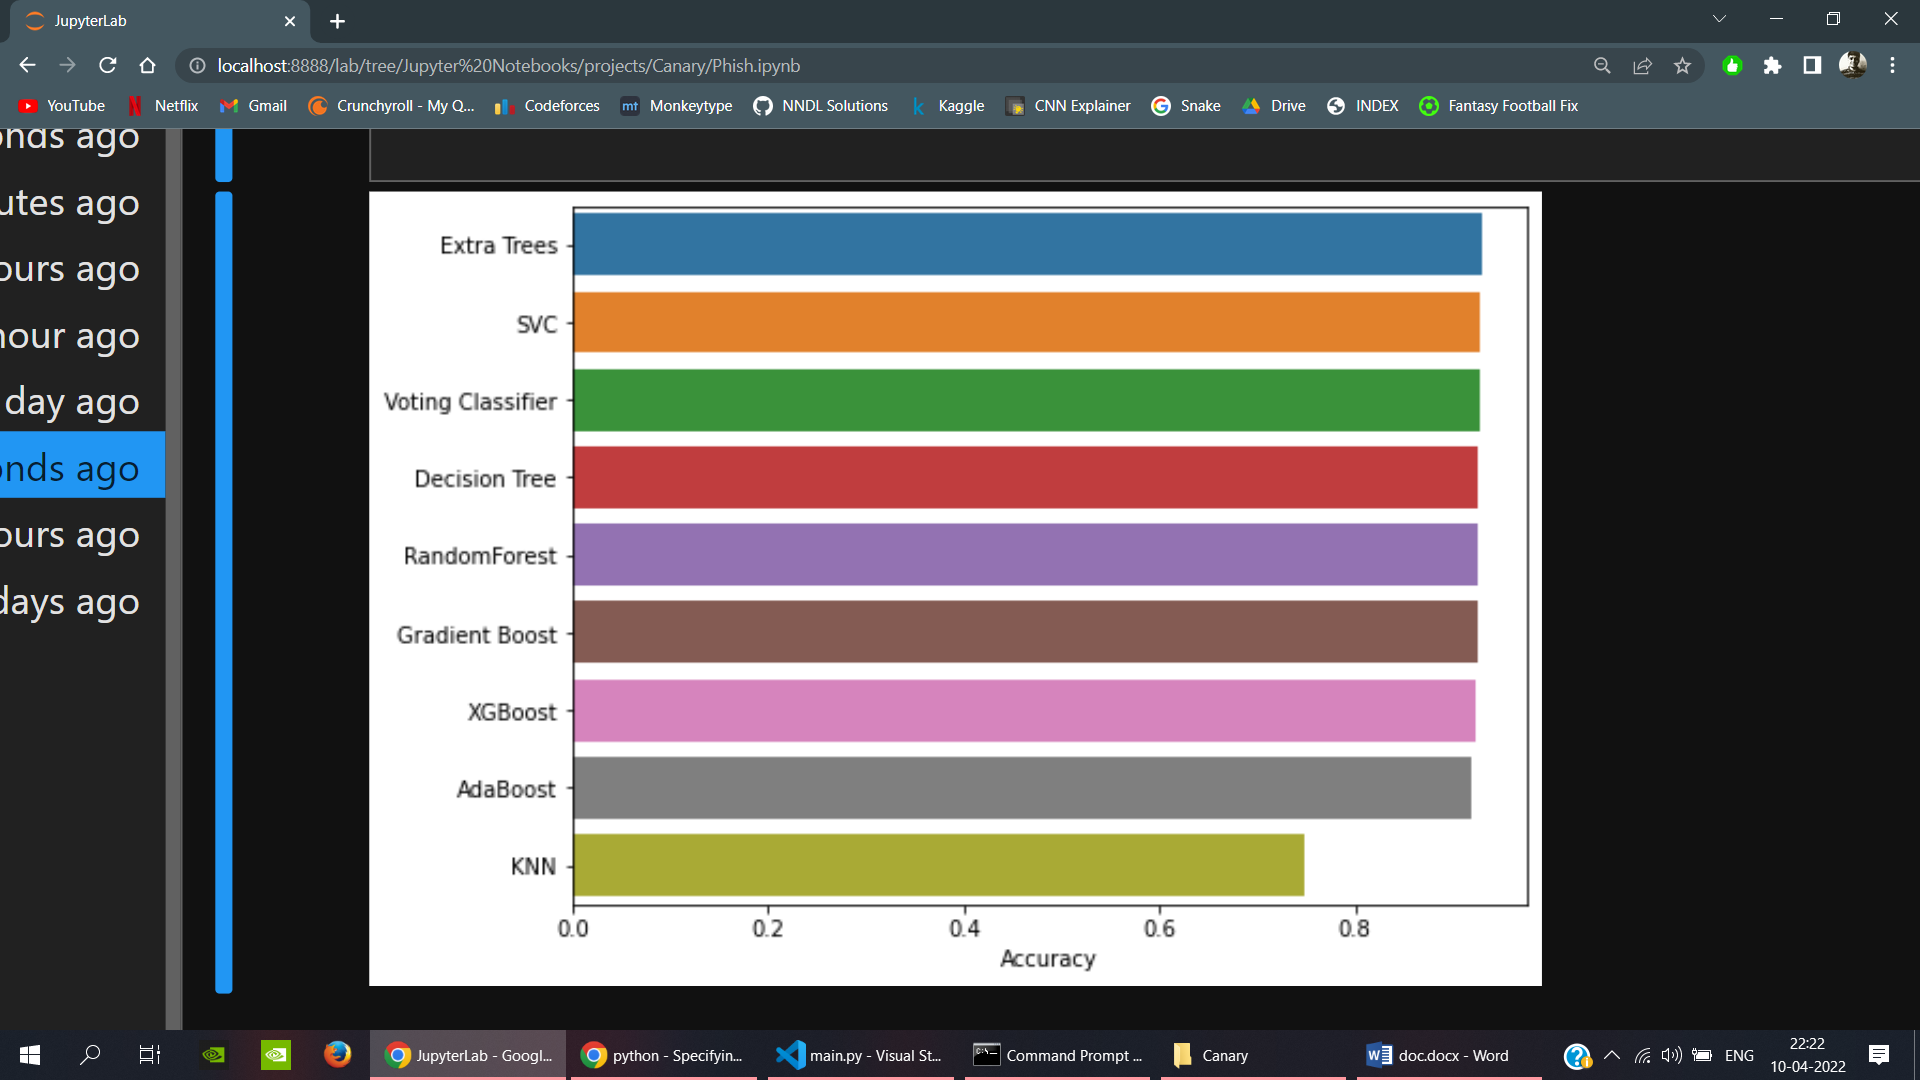 JupyterLab
localhost:8888/lab/tree/Jupyter%20Notebooks/projects/Canary/Phish.ipynb
YouTube Netflix Gmail Crunchyroll - My Q... Codeforces mt Monkeytype NNDL Solutions k Kaggle CNN Explainer Snake Drive INDEX Fantasy Football Fix
onds ago
utes ago
ours ago
hour ago
day ago
onds ago
ours ago
days ago
Extra Trees
SVC
Voting Classifier
Decision Tree
RandomForest
Gradient Boost
XGBoost
AdaBoost
KNN
0.0 0.2 0.4 0.6 0.8
Accuracy
JupyterLab - Googl... python - Specifyin... main.py - Visual St... Command Prompt ... Canary doc.docx - Word ENG
22:22
10-04-2022